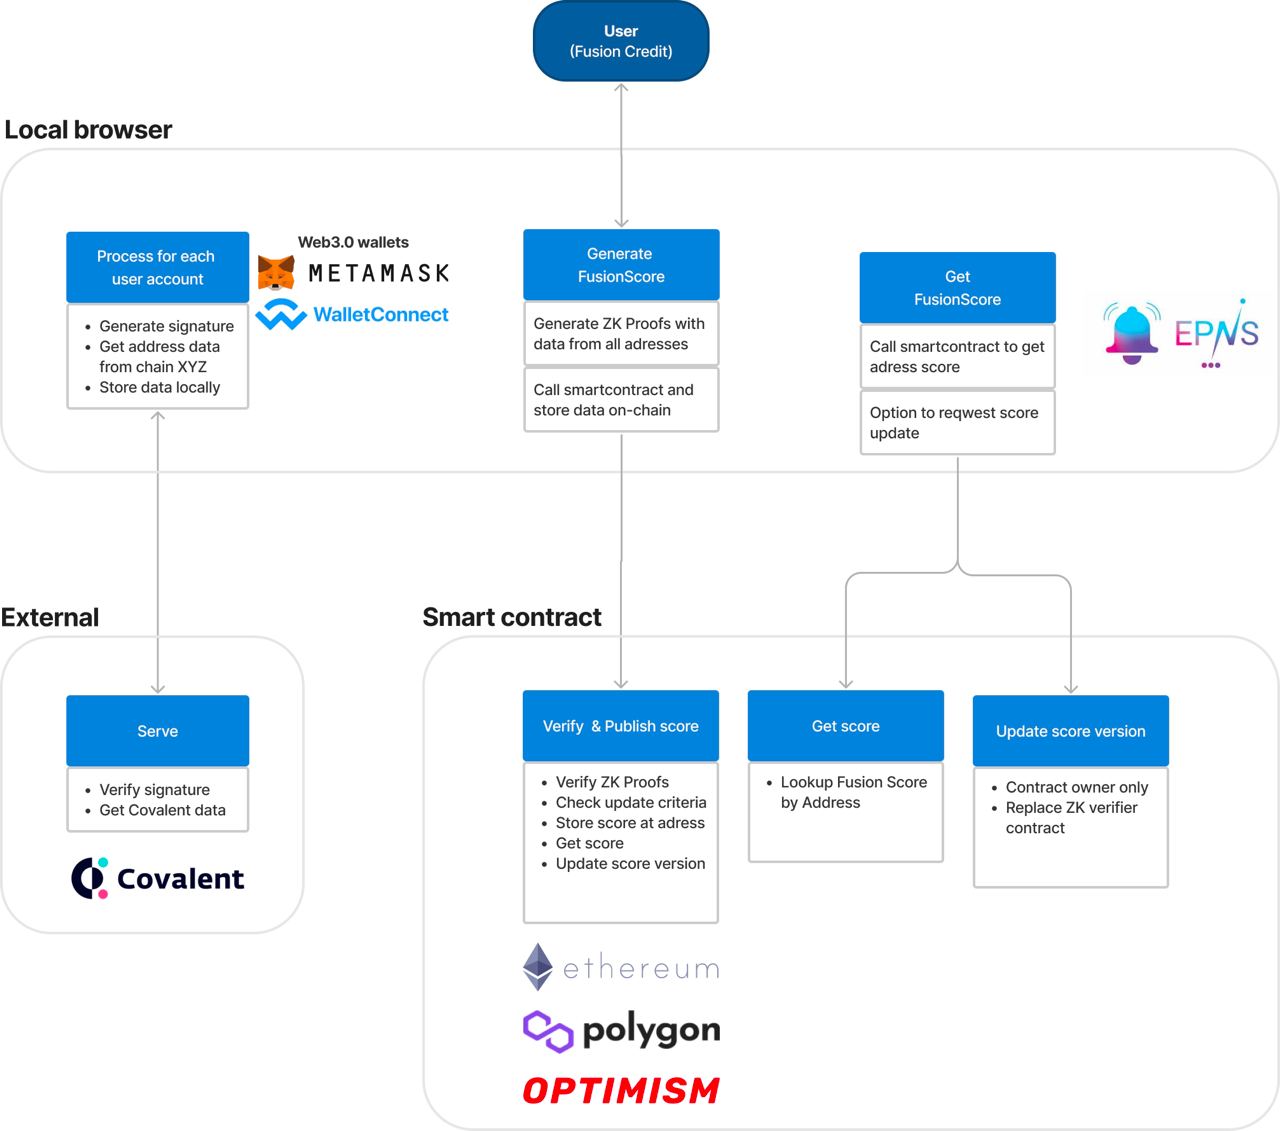 User
(Fusion Credit)
Local browser
Process for each
user account
• Generate signature
• Get address data
from chain XYZ
• Store data locally
Web3.0 wallets
METAMASK
WalletConnect
Generate
FusionScore
Generate ZK Proofs with
data from all adresses
Call smartcontract and
store data on-chain
Get
FusionScore
Call smartcontract to get
adress score
Option to reqwest score
update
EPNS
External
Serve
• Verify signature
• Get Covalent data
Covalent
Smart contract
Verify & Publish score
• Verify ZK Proofs
• Check update criteria
• Store score at adress
• Get score
• Update score version
Get score
• Lookup Fusion Score
by Address
Update score version
• Contract owner only
• Replace ZK verifier
contract
ethereum
polygon
OPTIMISM